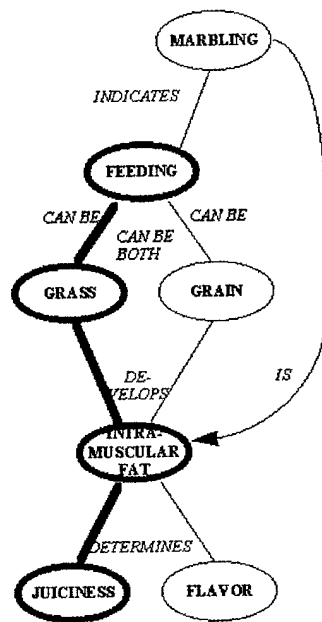 MARBLING
INDICATES
FEEDING
CAN BE
CAN BE
BOTH
CAN BE
GRASS
GRAIN
DE-
VELOPS
IS
INTRA-
MUSCULAR
FAT
DETERMINES
JUICINESS
FLAVOR